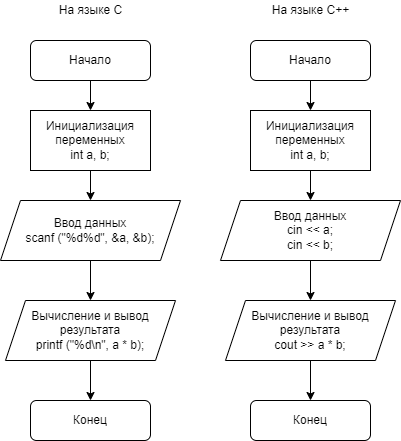 На языке C
Начало
Инициализация
переменных
int a, b;
Ввод данных
scanf ("%d%d", &a, &b);
Вычисление и вывод
результата
printf ("%d\n", a * b);
Конец
На языке C++
Начало
Инициализация
переменных
int a, b;
Ввод данных
cin << a;
cin << b;
Вычисление и вывод
результата
cout >> a * b;
Конец